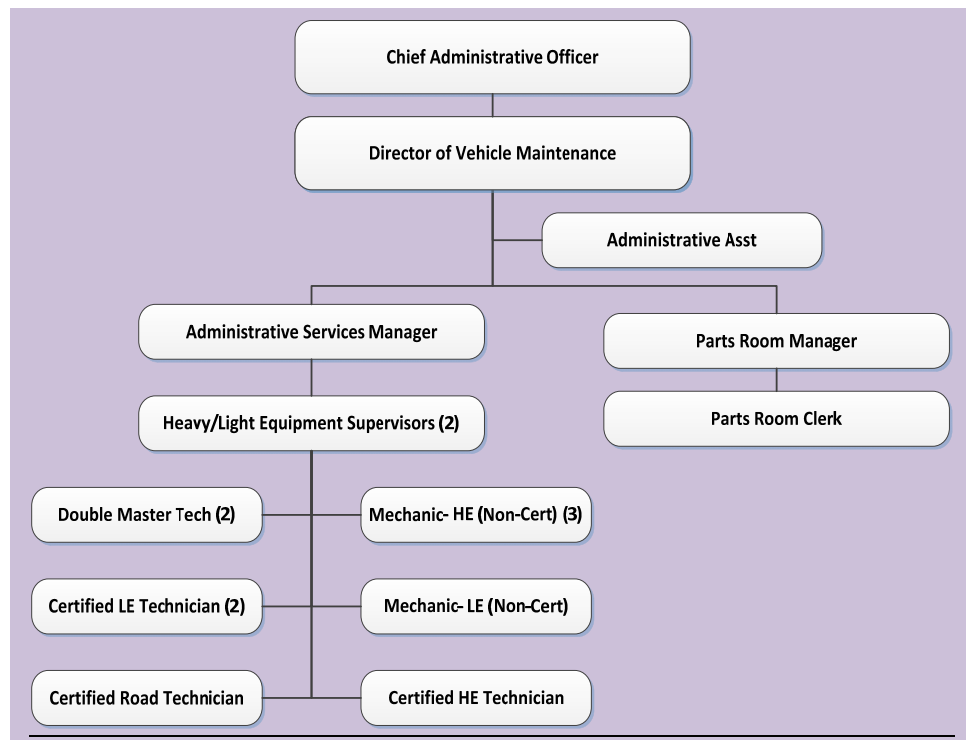 Chief Administrative Officer
Director of Vehicle Maintenance
Administrative Asst
Administrative Services Manager
Parts Room Manager
Heavy/Light Equipment Supervisors (2)
Parts Room Clerk
Double Master Tech (2)
Mechanic- HE (Non-Cert) (3)
Certified LE Technician (2)
Mechanic- LE (Non-Cert)
Certified Road Technician
Certified HE Technician